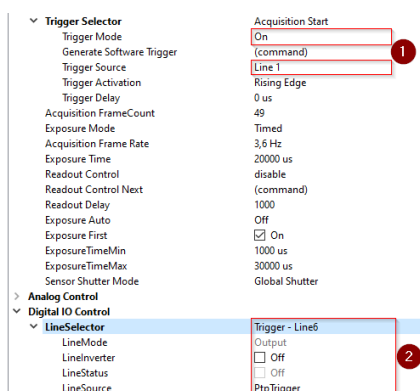 Trigger Selector Acquisition Start
Trigger Mode On
Generate Software Trigger (command)
1
Trigger Source Line 1
Trigger Activation Rising Edge
Trigger Delay 0 us
Acquisition FrameCount 49
Exposure Mode Timed
Acquisition Frame Rate 3,6 Hz
Exposure Time 20000 us
Readout Control disable
Readout Control Next (command)
Readout Delay 1000
Exposure Auto Off
Exposure First On
ExposureTimeMin 1000 us
ExposureTimeMax 30000 us
Sensor Shutter Mode Global Shutter
Analog Control
Digital IO Control
LineSelector Trigger - Line6
LineMode Output
LineInverter Off
2
LineStatus Off
LineSource PtpTrigger